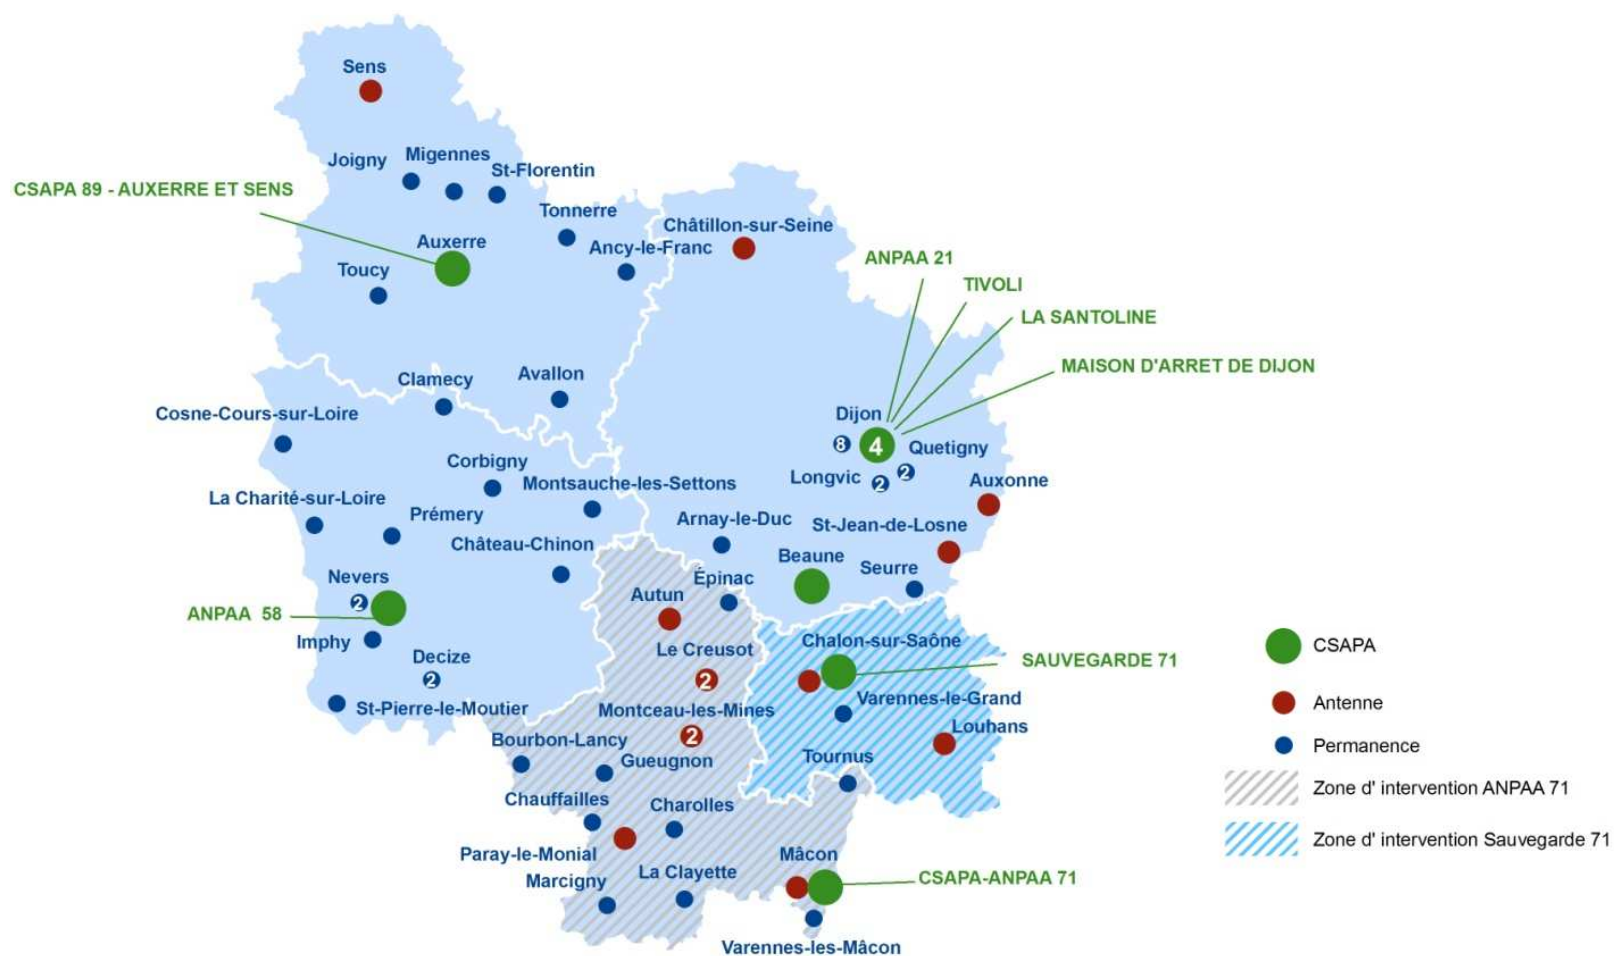 Sens
Joigny
Migennes
St-Florentin
CSAPA 89 - AUXERRE ET SENS
Tonnerre
Auxerre
Ancy-le-Franc
Toucy
Châtillon-sur-Seine
ANPAA 21
TIVOLI
LA SANTOLINE
MAISON D'ARRET DE DIJON
Clamecy
Avallon
Cosne-Cours-sur-Loire
Dijon
8
4
Quetigny
2
Longvic
2
Auxonne
Corbigny
Montsauche-les-Settons
La Charité-sur-Loire
Prémery
Arnay-le-Duc
St-Jean-de-Losne
Château-Chinon
Beaune
Seurre
Nevers
2
Épinac
Autun
ANPAA 58
Imphy
Decize
2
Le Creusot
2
Chalon-sur-Saône
SAUVEGARDE 71
St-Pierre-le-Moutier
Montceau-les-Mines
2
Varennes-le-Grand
Louhans
Bourbon-Lancy
Gueugnon
Tournus
Chauffailles
Charolles
Paray-le-Monial
Mâcon
Marcigny
La Clayette
CSAPA-ANPAA 71
Varennes-les-Mâcon
CSAPA
Antenne
Permanence
Zone d' intervention ANPAA 71
Zone d' intervention Sauvegarde 71